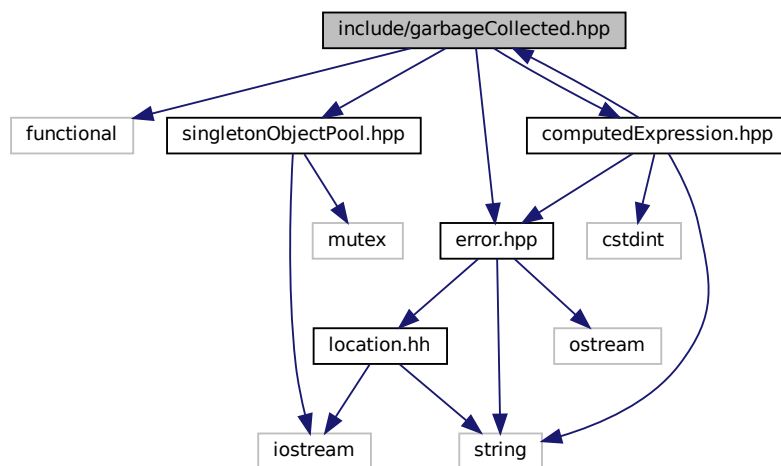 include/garbageCollected.hpp
functional
singletonObjectPool.hpp
computedExpression.hpp
mutex
error.hpp
cstdint
location.hh
ostream
iostream
string